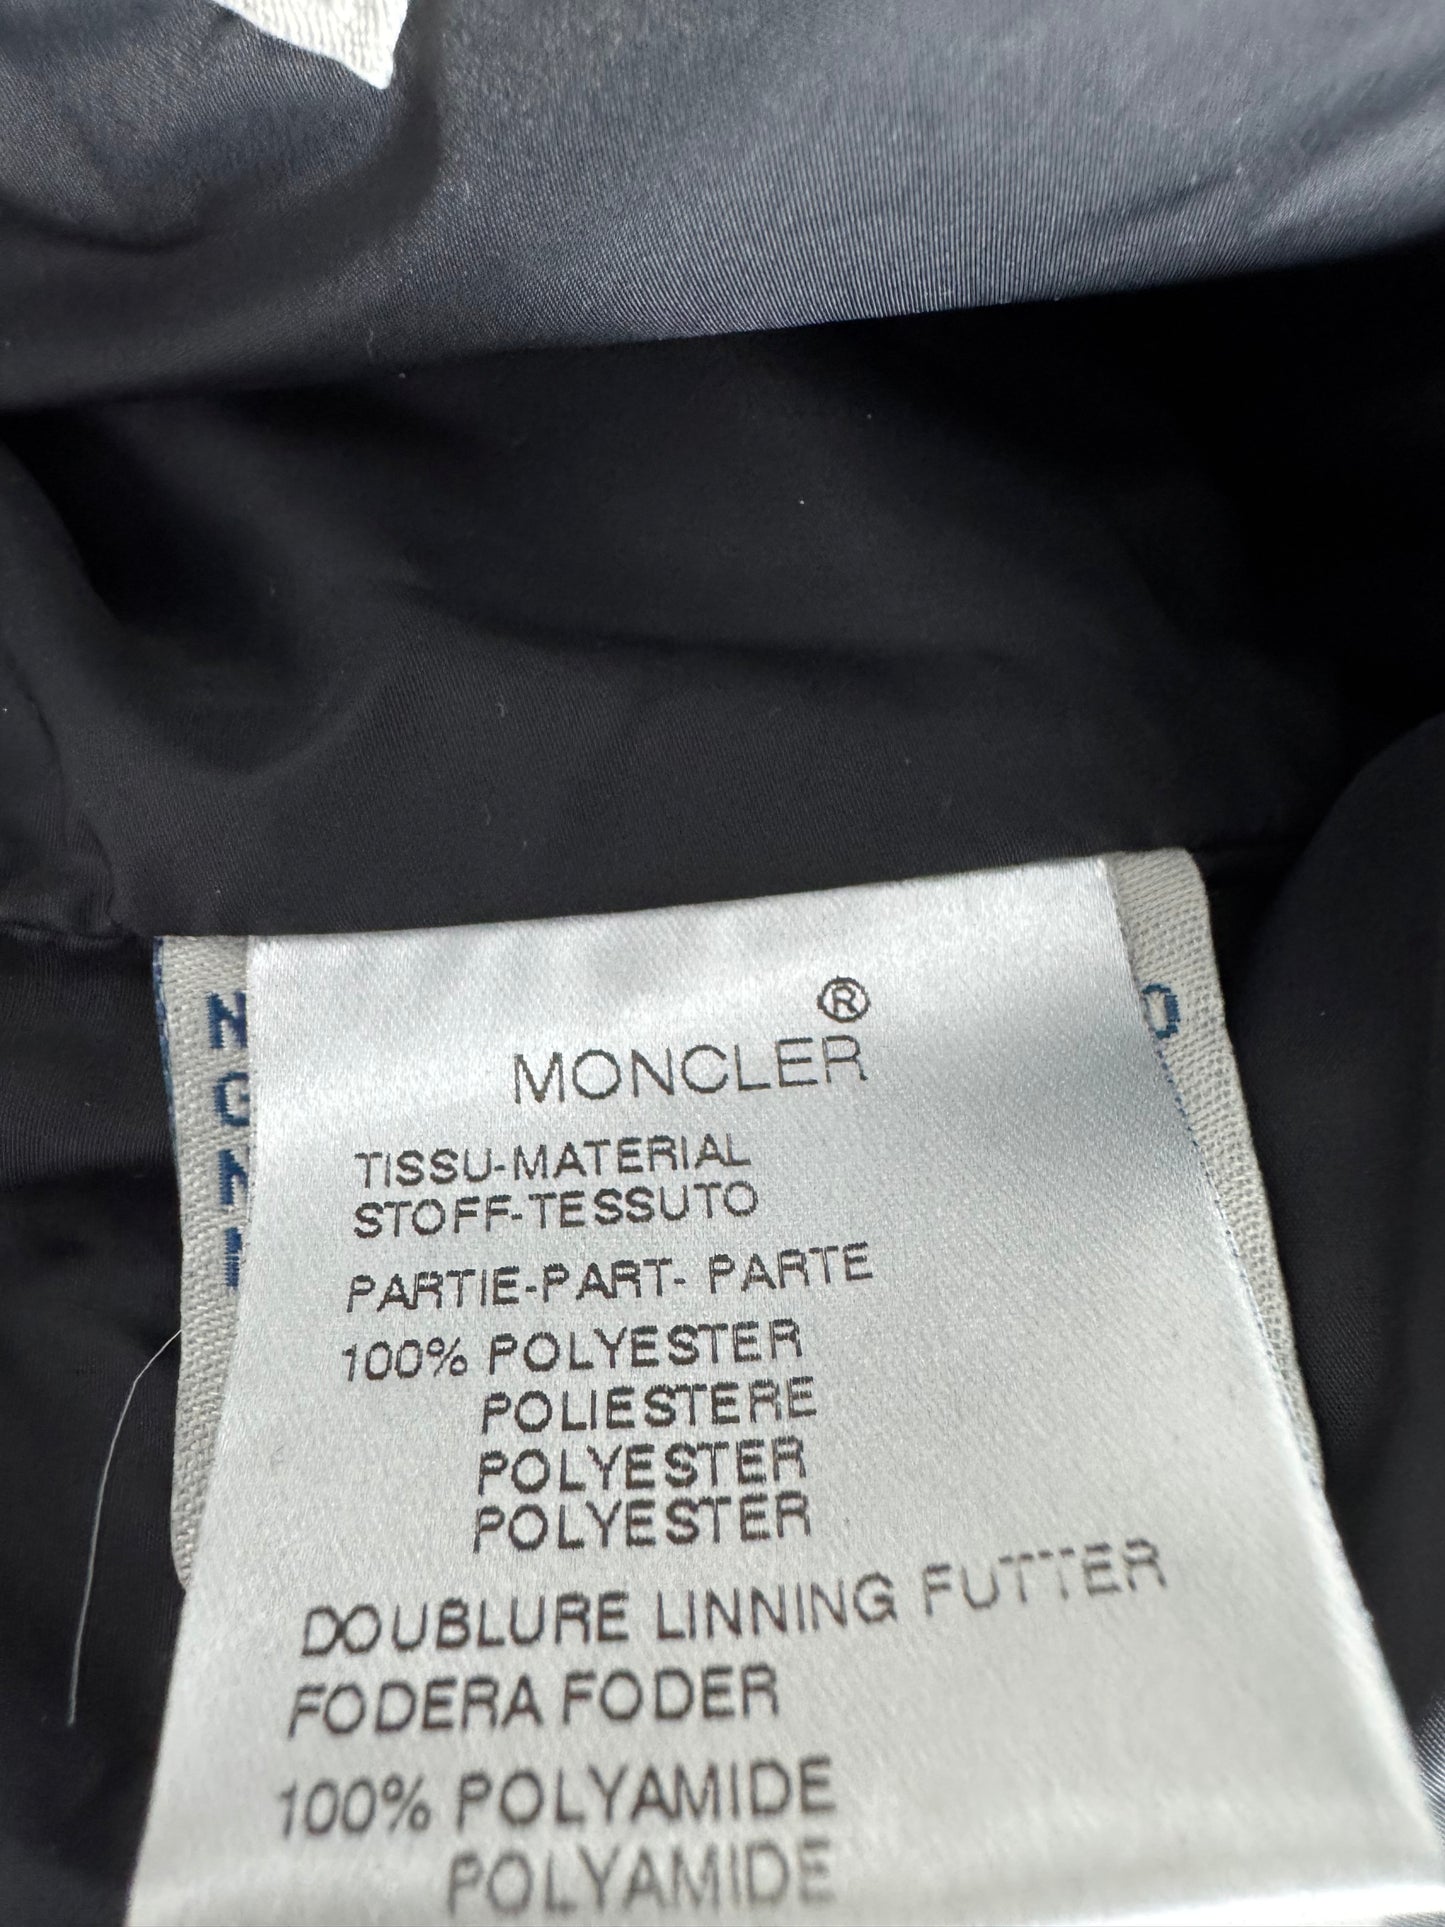 ®
MONCLER
TISSU-MATERIAL
STOFF-TESSUTO
PARTIE-PART- PARTE
100% POLYESTER
POLIESTERE
POLYESTER
POLYESTER
DOUBLURE LINNING FUTTER
FODERA FODER
100% POLYAMIDE
POLYAMIDE